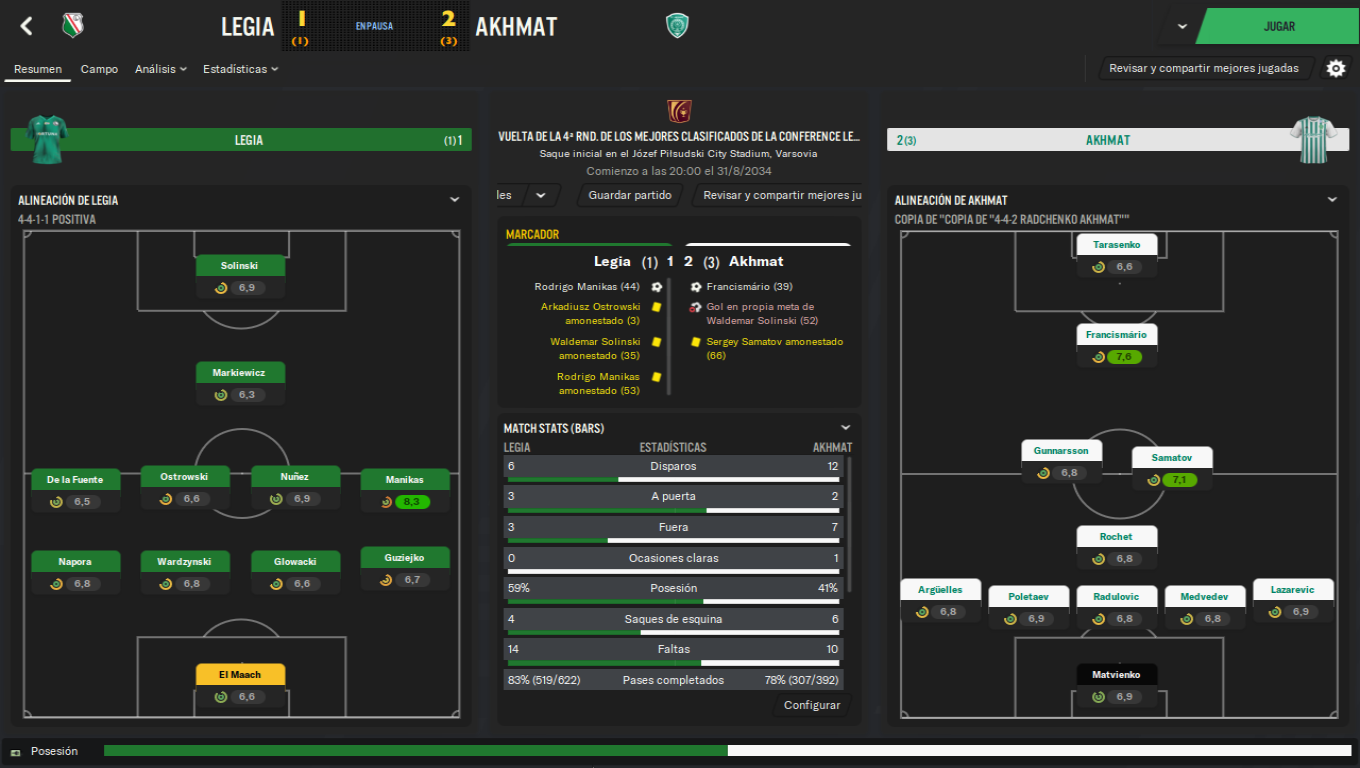 LEGIA
1
(1)
EN PAUSA
2
(3)
AKHMAT
JUGAR
Resumen
Campo
Análisis
Estadísticas
Revisar y compartir mejores jugadas
LEGIA
(1) 1
ALINEACIÓN DE LEGIA
4-4-1-1 POSITIVA
Solinski
6,9
Markiewicz
6,3
De la Fuente
6,5
Ostrowski
6,6
Nuñez
6,9
Manikas
8,3
Napora
6,8
Wardzynski
6,8
Glowacki
6,6
Guziejko
6,7
El Maach
6,6
VUELTA DE LA 4ª RND. DE LOS MEJORES CLASIFICADOS DE LA CONFERENCE LE...
Saque inicial en el Józef Pilsudski City Stadium, Varsovia
Comienzo a las 20:00 el 31/8/2034
les
Guardar partido
Revisar y compartir mejores ju
MARCADOR
Legia (1) 1 2 (3) Akhmat
Rodrigo Manikas (44)
Arkadiusz Ostrowski
amonestado (3)
Waldemar Solinski
amonestado (35)
Rodrigo Manikas
amonestado (53)
Francismário (39)
Gol en propia meta de
Waldemar Solinski (52)
Sergey Samatov amonestado
(66)
MATCH STATS (BARS)
LEGIA ESTADÍSTICAS AKHMAT
6 Disparos 12
3 A puerta 2
3 Fuera 7
0 Ocasiones claras 1
59% Posesión 41%
4 Saques de esquina 6
14 Faltas 10
83% (519/622) Pases completados 78% (307/392)
Configurar
2 (3)
AKHMAT
ALINEACIÓN DE AKHMAT
COPIA DE "COPIA DE "4-4-2 RADCHENKO AKHMAT""
Tarasenko
6,6
Francismário
7,6
Gunnarsson
6,8
Samatov
7,1
Rochet
6,8
Argüelles
6,8
Poletaev
6,9
Radulovic
6,8
Medvedev
6,8
Lazarevic
6,9
Matvienko
6,9
Posesión